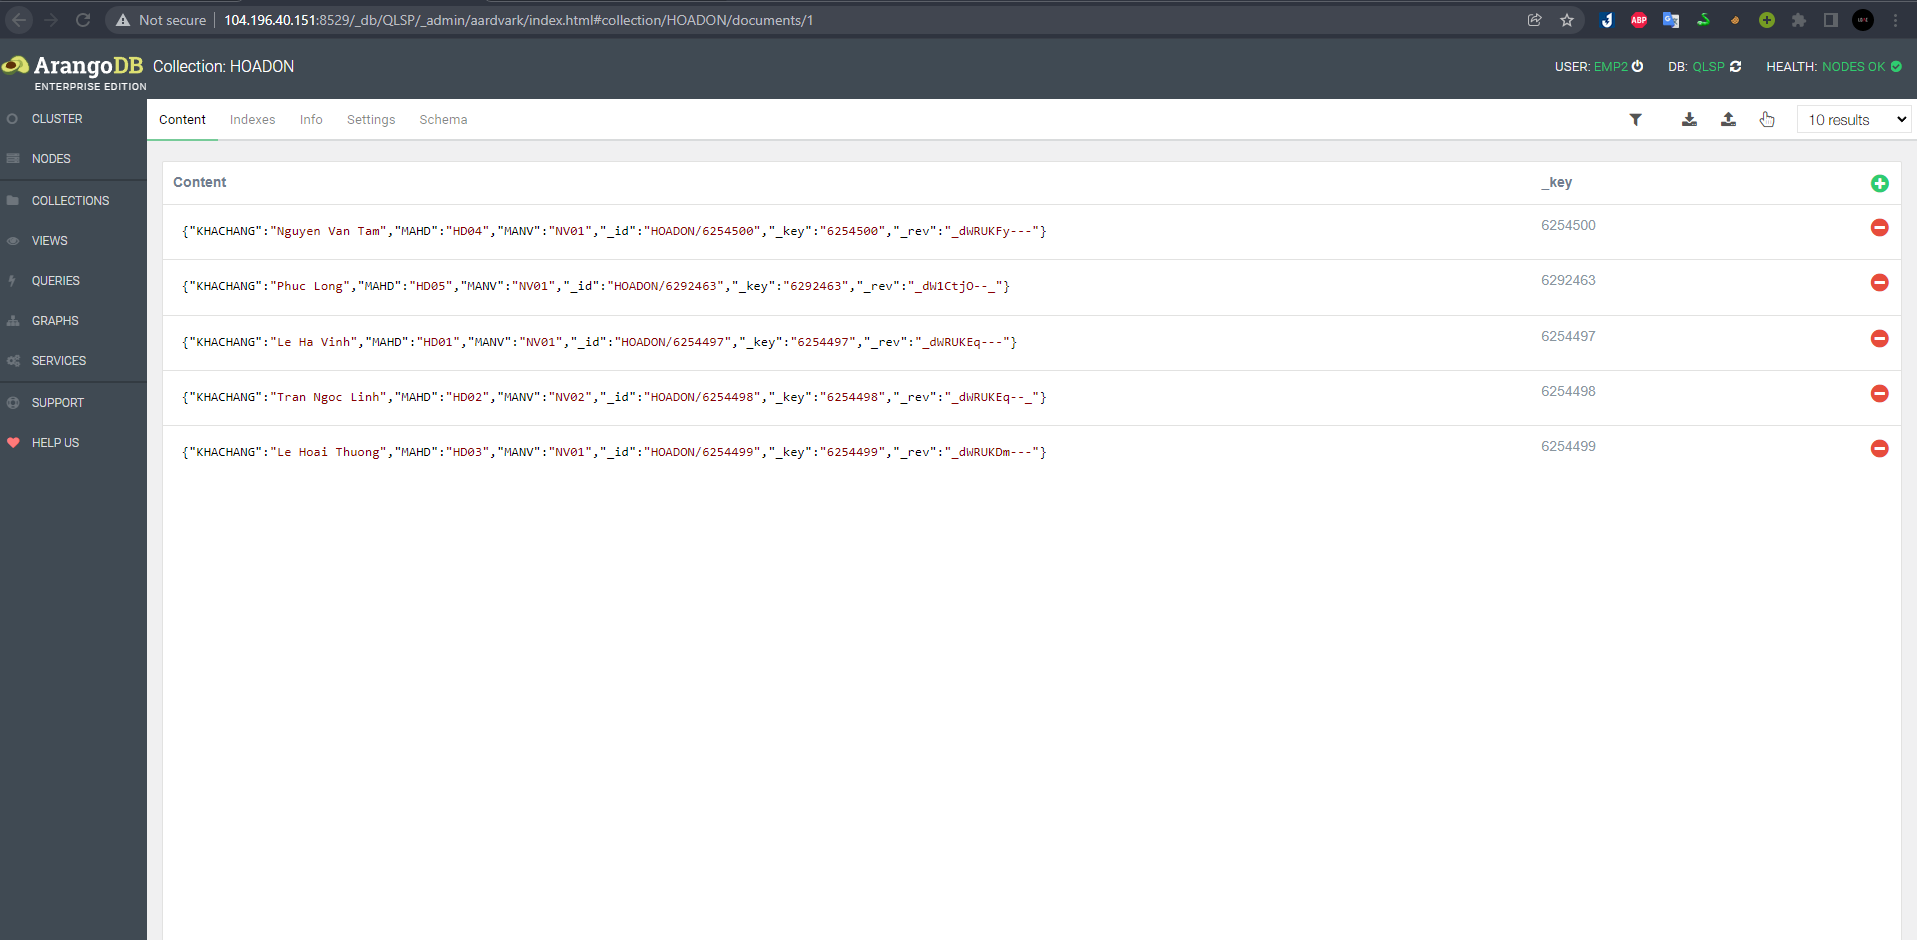 Not secure | 104.196.40.151:8529/_db/QLSP/_admin/aardvark/index.html#collection/HOADON/documents/1
ABP
ArangoDB
ENTERPRISE EDITION
Collection: HOADON
USER: EMP2
DB: QLSP
HEALTH: NODES OK
CLUSTER
NODES
COLLECTIONS
VIEWS
QUERIES
GRAPHS
SERVICES
SUPPORT
HELP US
Content Indexes Info Settings Schema
10 results
Content _key
{"KHACHANG":"Nguyen Van Tam","MAHD":"HD04","MANV":"NV01","_id":"HOADON/6254500","_key":"6254500","_rev":"_dWRUKFy---"} 6254500
{"KHACHANG":"Phuc Long","MAHD":"HD05","MANV":"NV01","_id":"HOADON/6292463","_key":"6292463","_rev":"_dW1CtjO--_"} 6292463
{"KHACHANG":"Le Ha Vinh","MAHD":"HD01","MANV":"NV01","_id":"HOADON/6254497","_key":"6254497","_rev":"_dWRUKEq---"} 6254497
{"KHACHANG":"Tran Ngoc Linh","MAHD":"HD02","MANV":"NV02","_id":"HOADON/6254498","_key":"6254498","_rev":"_dWRUKEq--_"} 6254498
{"KHACHANG":"Le Hoai Thuong","MAHD":"HD03","MANV":"NV01","_id":"HOADON/6254499","_key":"6254499","_rev":"_dWRUKDm---"} 6254499